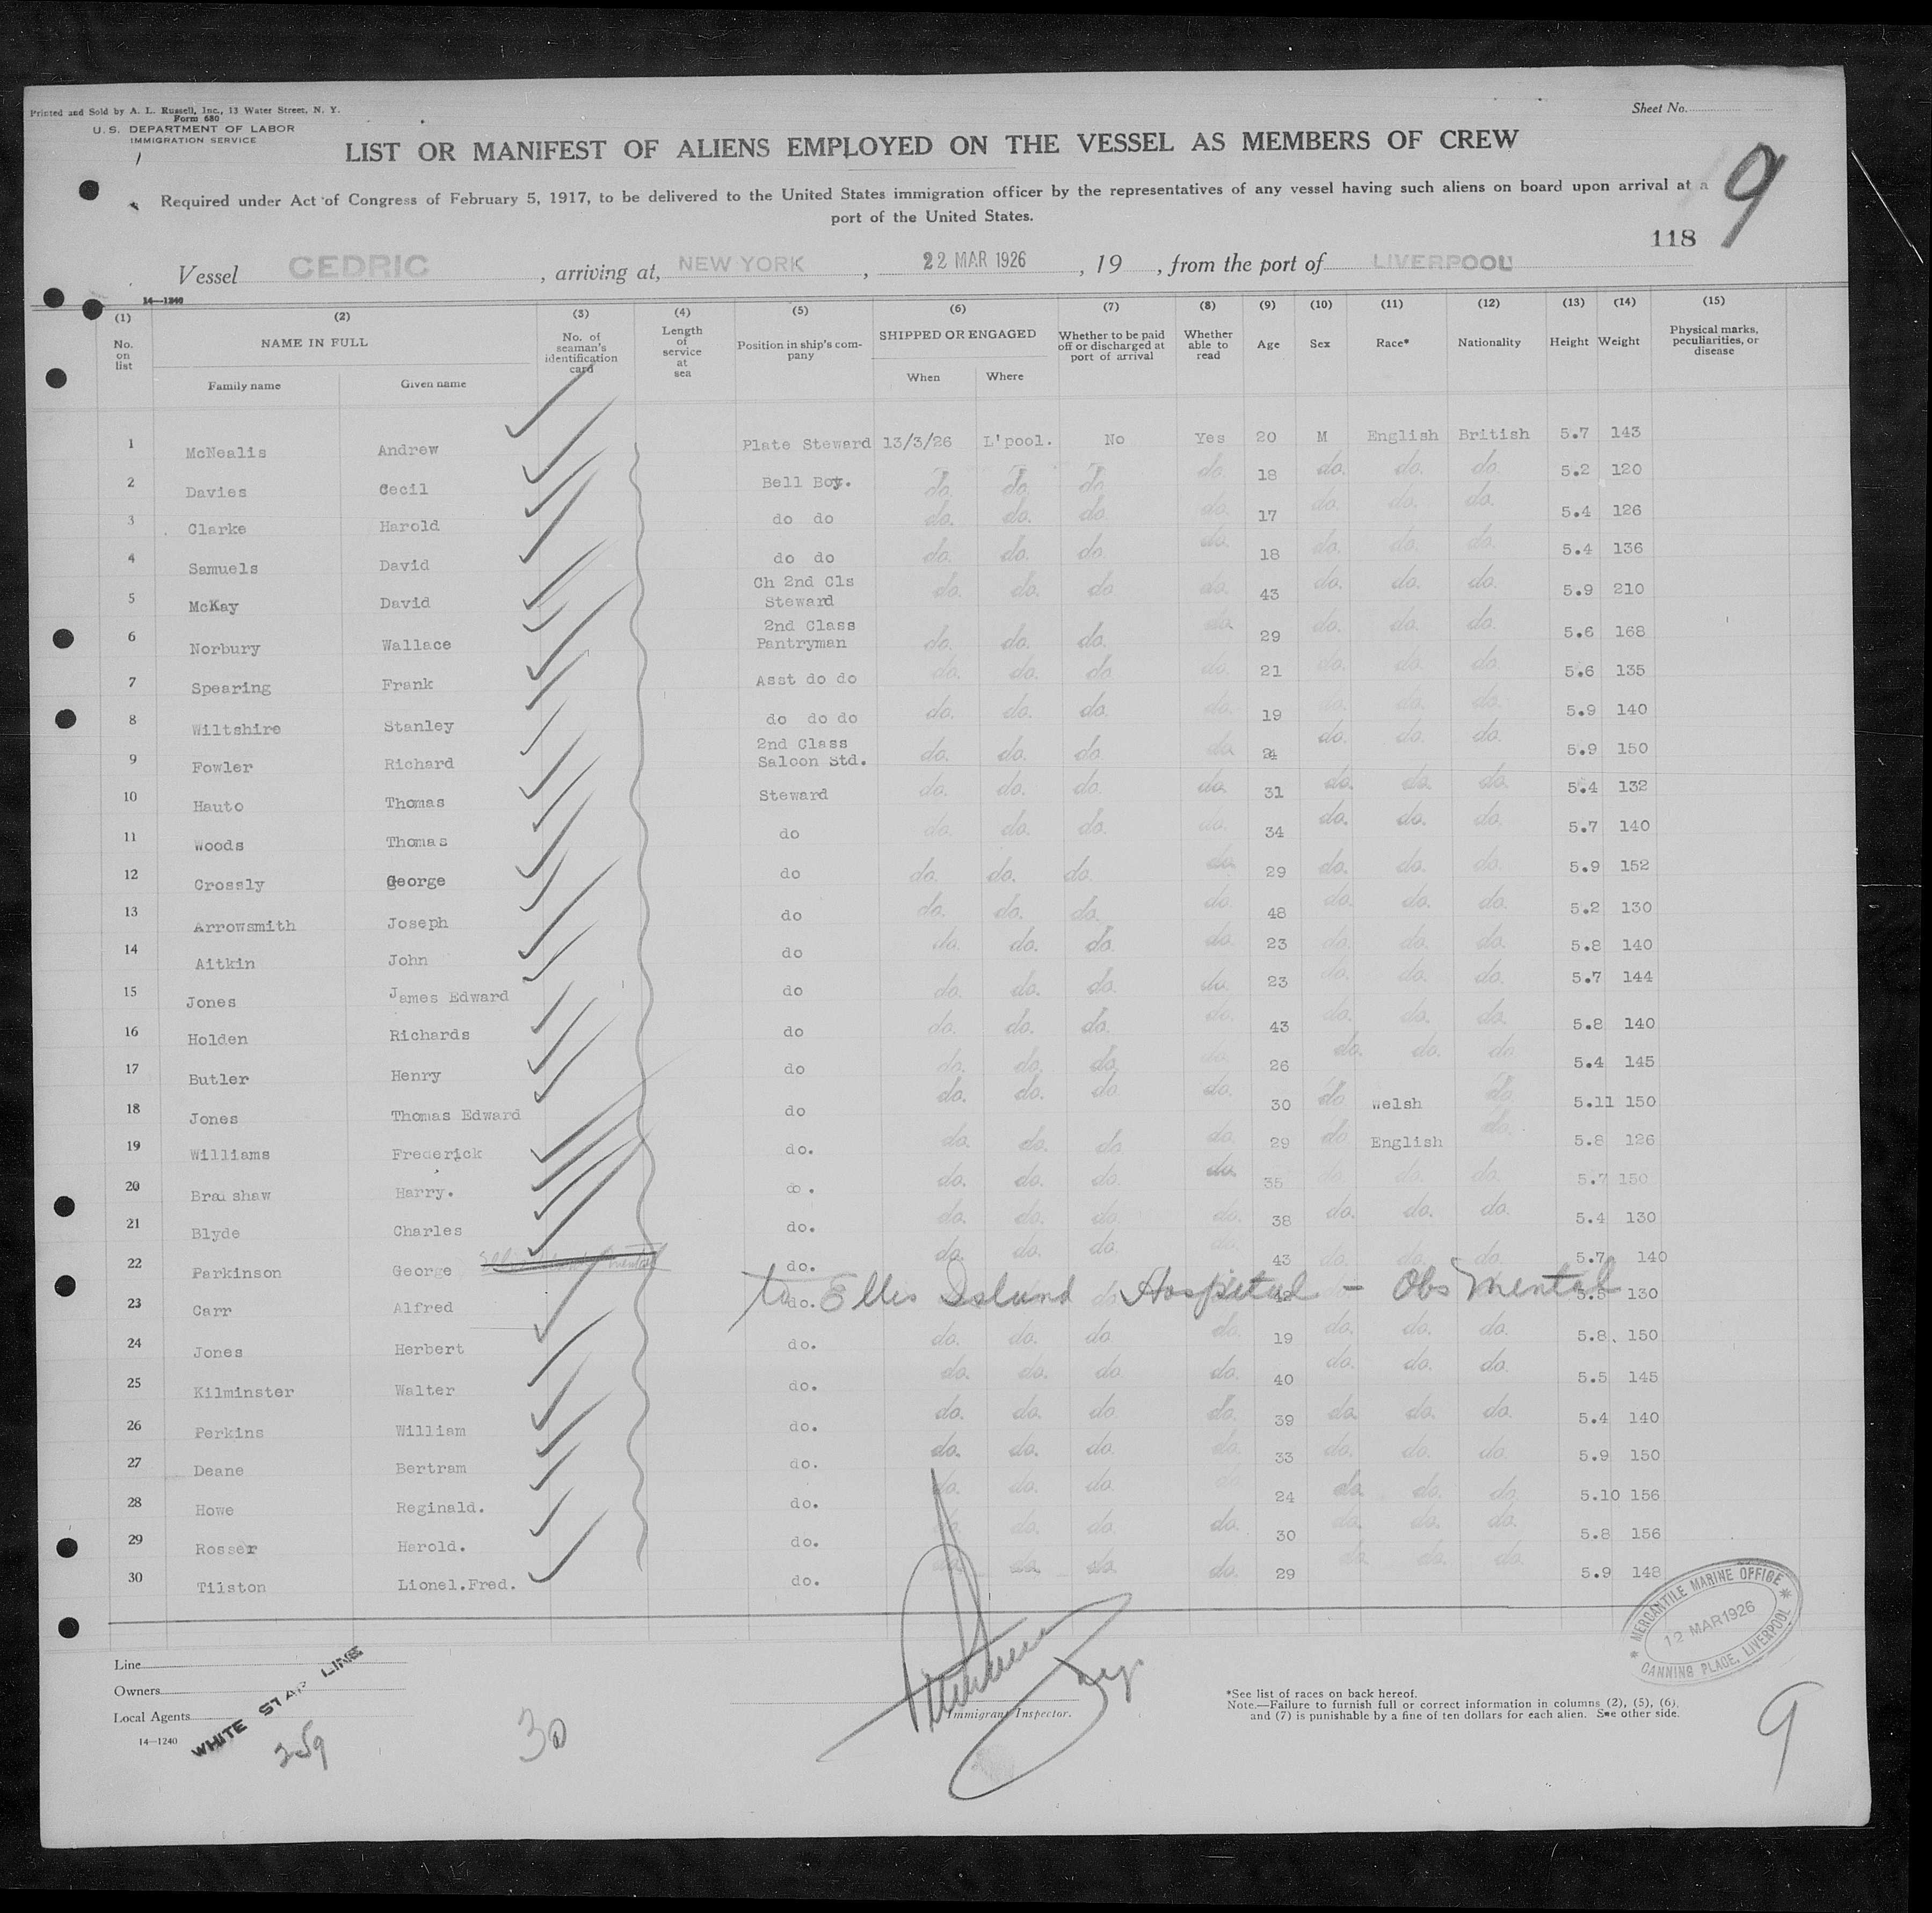 Printed and Sold by A. L. Russell, Inc., 13 Water Street, N. Y.
Form 680
U. S. DEPARTMENT OF LABOR
IMMIGRATION SERVICE
Sheet No.
LIST OR MANIFEST OF ALIENS EMPLOYED ON THE VESSEL AS MEMBERS OF CREW
9
Required under Act of Congress of February 5, 1917, to be delivered to the United States immigration officer by the representatives of any vessel having such aliens on board upon arrival at a
port of the United States.
118
Vessel CEDRIC, arriving at, NEW YORK, 22 MAR 1926, 19 , from the port of LIVERPOOL
14—1240
(1) (2) (3) (4) (5) (6) (7) (8) (9) (10) (11) (12) (13) (14) (15)
No. on list NAME IN FULL Family name Given name No. of seaman's identification card Length of service at sea Position in ship's company SHIPPED OR ENGAGED When Where Whether to be paid off or discharged at port of arrival Whether able to read Age Sex Race* Nationality Height Weight Physical marks, peculiarities, or disease
1 McNealis Andrew Plate Steward 13/3/26 L'pool. No Yes 20 M English British 5.7 143
2 Davies Cecil Bell Boy. do. do. do do. 18 do. do. do. 5.2 120
3 Clarke Harold do do do. do. do do. 17 do. do. do. 5.4 126
4 Samuels David do do do. do. do. do. 18 do. do. do. 5.4 136
5 McKay David Ch 2nd Cls Steward do. do. do do. 43 do. do. do. 5.9 210
6 Norbury Wallace 2nd Class Pantryman do. do. do. do. 29 do. do. do. 5.6 168
7 Spearing Frank Asst do do do. do. do do. 21 do. do. do. 5.6 135
8 Wiltshire Stanley do do do do. do. do. do. 19 do. do. do. 5.9 140
9 Fowler Richard 2nd Class Saloon Std. do. do. do do. 24 do. do. do. 5.9 150
10 Hauto Thomas Steward do. do. do. do. 31 do. do. do. 5.4 132
11 Woods Thomas do do. do. do. do. 34 do. do. do. 5.7 140
12 Crossly George do do. do. do. do. 29 do. do. do. 5.9 152
13 Arrowsmith Joseph do do. do. do. do. 48 do. do. do. 5.2 130
14 Aitkin John do do. do. do. do. 23 do. do. do. 5.8 140
15 Jones James Edward do do. do. do. do. 23 do. do. do. 5.7 144
16 Holden Richards do do. do. do. do. 43 do. do. do. 5.8 140
17 Butler Henry do do. do. do. do. 26 do. do. do 5.4 145
18 Jones Thomas Edward do do. do. do do. 30 do Welsh do. 5.11 150
19 Williams Frederick do. do. do. do do. 29 do English do. 5.8 126
20 Harry. do. do. do. do. 35 do. do. do. 5.7 150
21 Blyde Charles do. do. do. do. do. 38 do. do. do. 5.4 130
22 Parkinson George do. do. do. do. do. 43 do. do. do. 5.7 140
23 Carr Alfred do. to Ellis Island Hospital - Obs Mental 130
24 Jones Herbert do. do. do. do. do. 19 do. do. do. 5.8 150
25 Kilminster Walter do. do. do. do do. 40 do. do. do. 5.5 145
26 Perkins William do. do. do. do do. 39 do. do. do. 5.4 140
27 Deane Bertram do. do. do. do. do. 33 do. do. do. 5.9 150
28 Howe Reginald. do. do. do. do. 24 do. do. do. 5.10 156
29 Rosser Harold. do. do. do. do. do. 30 do. do. do. 5.8 156
30 Tilston Lionel.Fred. do. do. do. do. do. 29 do. do. do. 5.9 148
MERCANTILE MARINE OFFICE
12 MAR 1926
CANNING PLACE, LIVERPOOL
Line
Owners
Local Agents
WHITE STAR LINE
14—1240
259
30
Immigrant Inspector.
*See list of races on back hereof.
Note.—Failure to furnish full or correct information in columns (2), (5), (6),
and (7) is punishable by a fine of ten dollars for each alien. See other side.
9